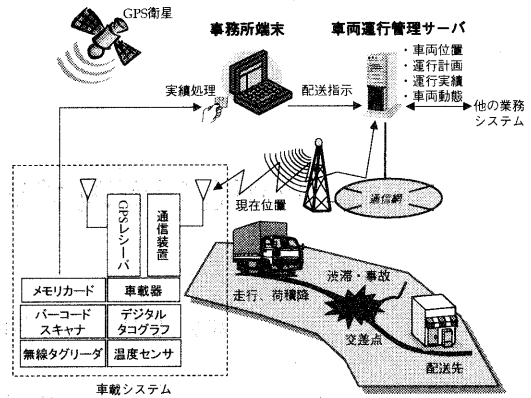 GPS衛星
事務所端末
車両運行管理サーバ
・車両位置
・運行計画
・運行実績
・車両動態
実績処理
配送指示
他の業務
システム
現在位置
通信網
GPSレシーバ
通信装置
メモリカード
車載器
バーコード
スキャナ
デジタル
タコグラフ
無線タグリーダ
温度センサ
車載システム
渋滞・事故
走行、荷積降
交差点
配送先